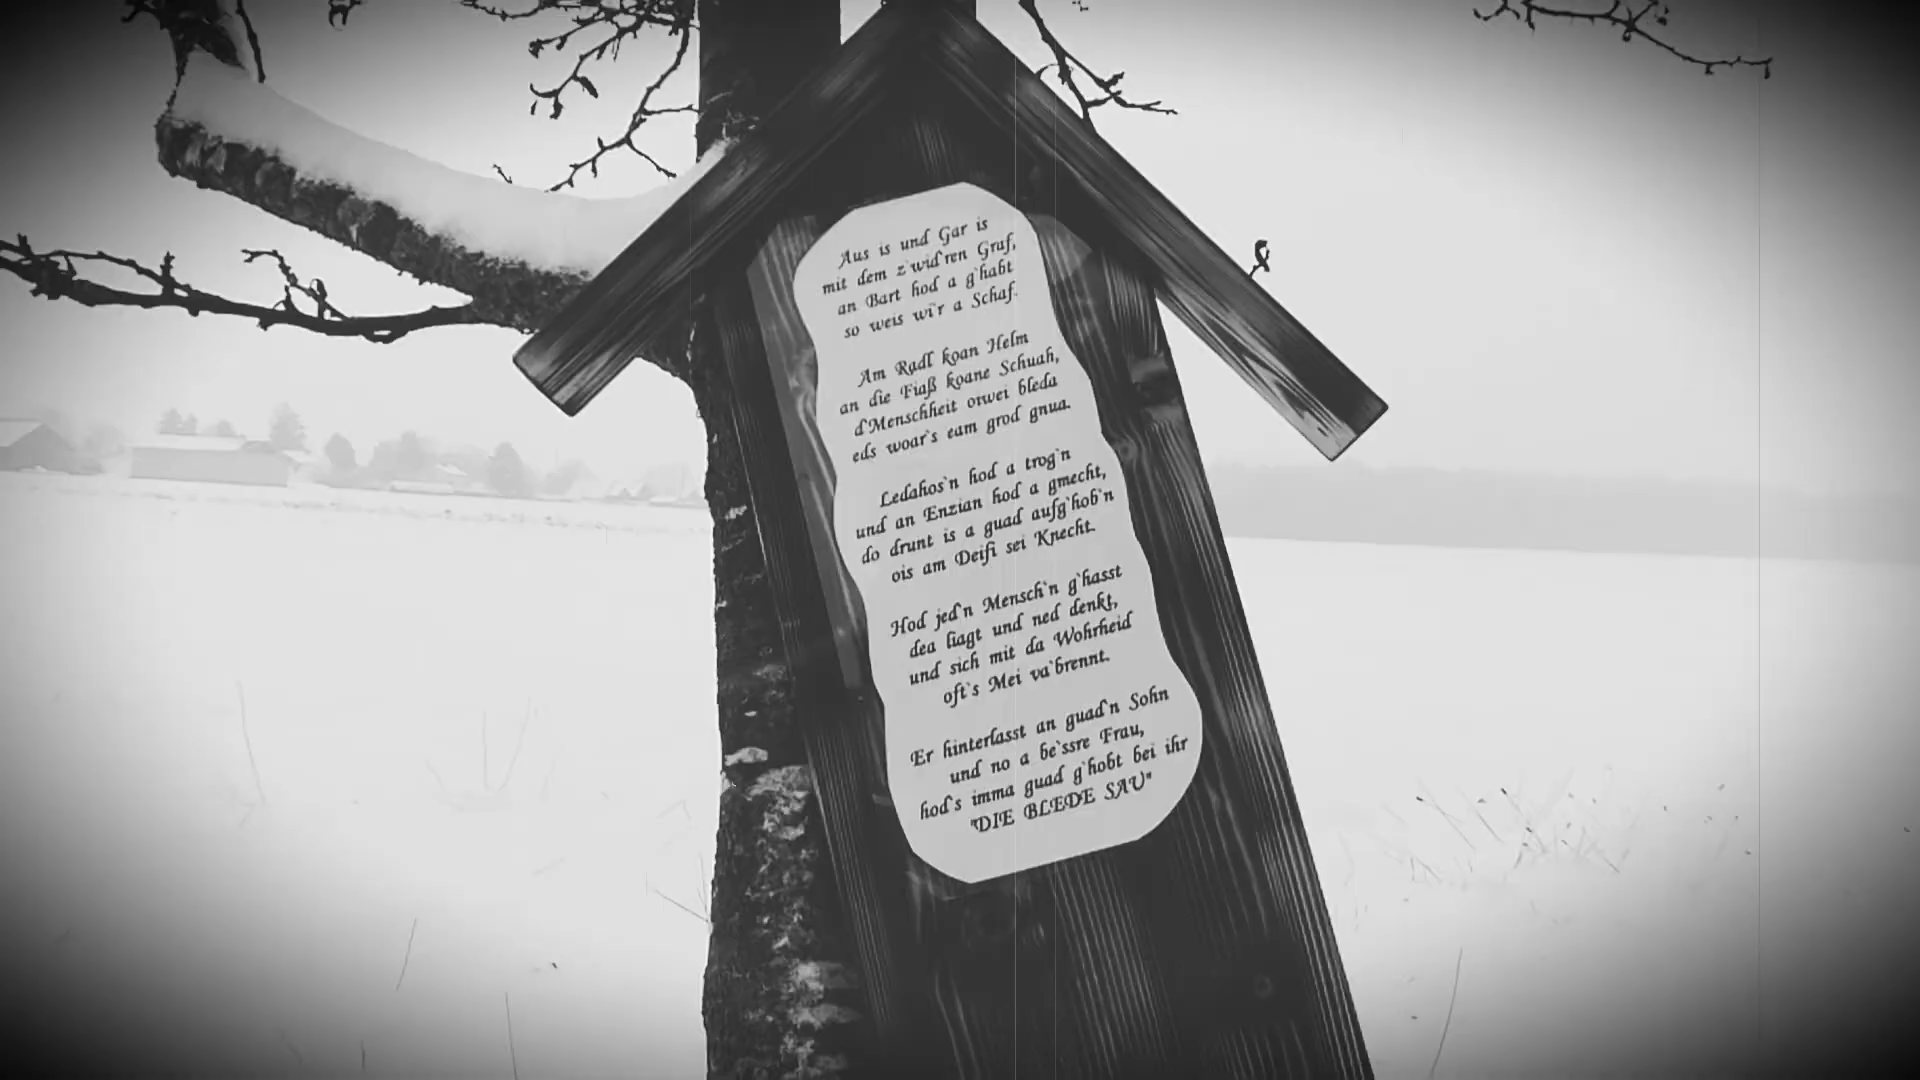 Aus is und Gar is
mit dem z`wid`ren Graf,
an Bart hod a g`habt
so weis wi`r a Schaf.
Am Radl koan Helm
an die Fiaß koane Schuah,
d`Menschheit orwei bleda
eds woar`s eam grod gnua.
Ledahos`n hod a trog`n
und an Enzian hod a gmecht,
do drunt is a guad aufg`hob`n
ois am Deifi sei Knecht.
Hod jed`n Mensch`n g`hasst
dea liagt und ned denkt,
und sich mit da Wohrheid
oft`s Mei va`brennt.
Er hinterlasst an guad`n Sohn
und no a be`ssre Frau,
hod`s imma guad g`hobt bei ihr
"DIE BLEDE SAU"